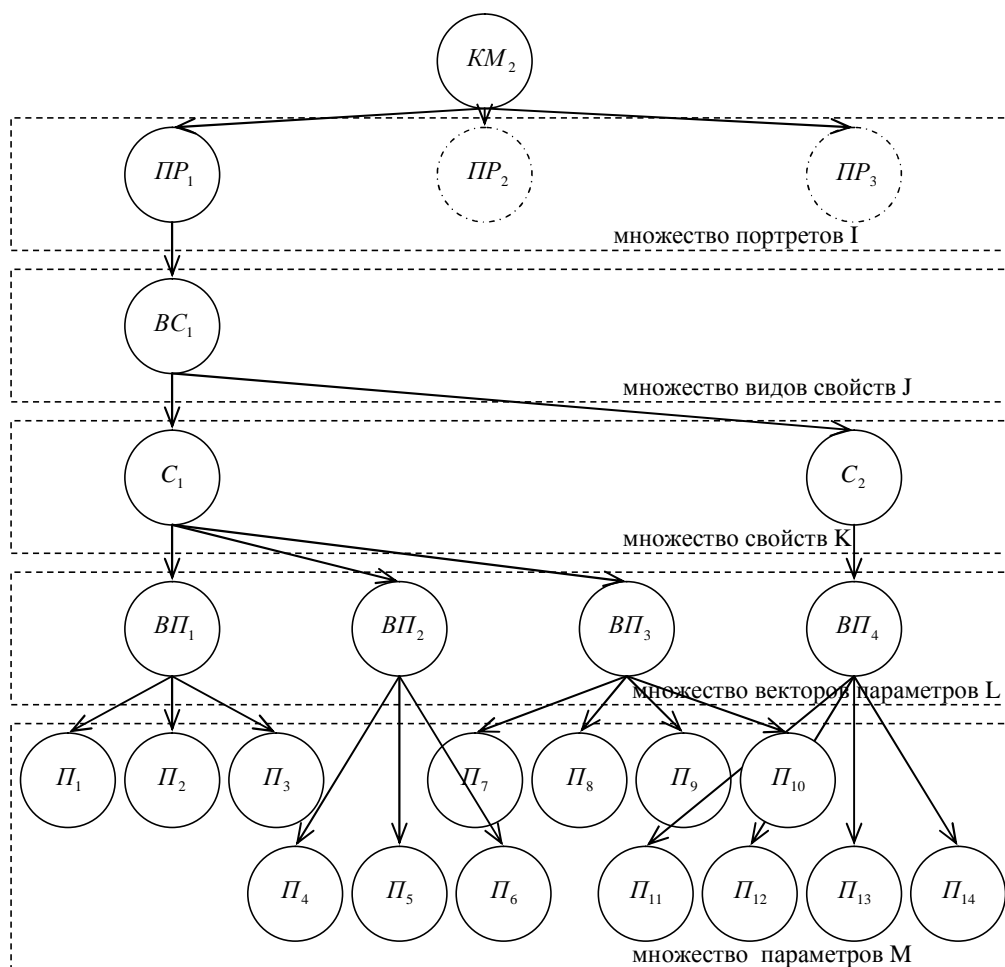 КМ₂
ПР₁ ПР₂ ПР₃
множество портретов I
ВС₁
множество видов свойств J
С₁ С₂
множество свойств K
ВП₁ ВП₂ ВП₃ ВП₄
множество векторов параметров L
П₁ П₂ П₃ П₇ П₈ П₉ П₁₀
П₄ П₅ П₆ П₁₁ П₁₂ П₁₃ П₁₄
множество параметров M